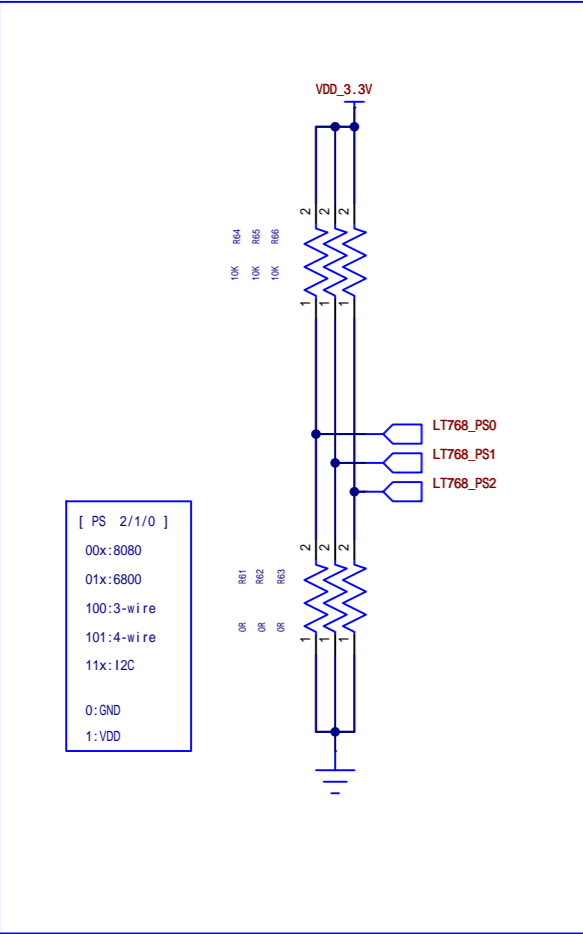 VDD_3.3V
2 2 2
R64 R65 R66
10K 10K 10K
1 1 1
LT768_PS0
LT768_PS1
LT768_PS2
[ PS 2/1/0 ]
00x:8080
01x:6800
100:3-wire
101:4-wire
11x:I2C
0:GND
1:VDD
2 2 2
R61 R62 R63
0R 0R 0R
1 1 1